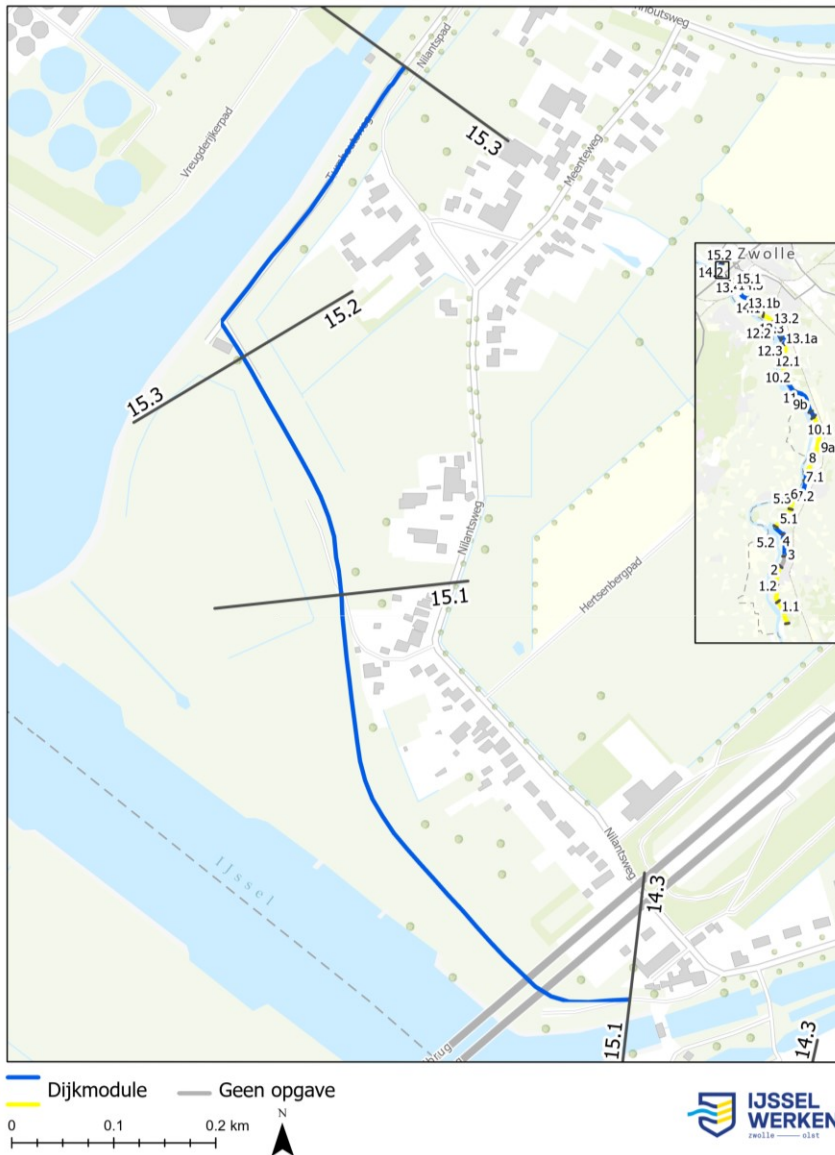 Nilantspad
houtsweg
Vreugderijkerpad
Meenteweg
15.3
15.2
15.3
Nilantsweg
15.1
Hertsenbergpad
IJssel
Nilantsweg
14.3
15.1
14.3
brug
Zwolle
15.2
15.1
13.1b
13.2
12.2
13.1a
12.3
12.1
10.2
11
9b
10.1
9a
8
7.1
5.1
5.2
4
3
2
1.2
1.1
Dijkmodule
Geen opgave
0 0.1 0.2 km
N
IJSSEL
WERKEN
zwolle olst